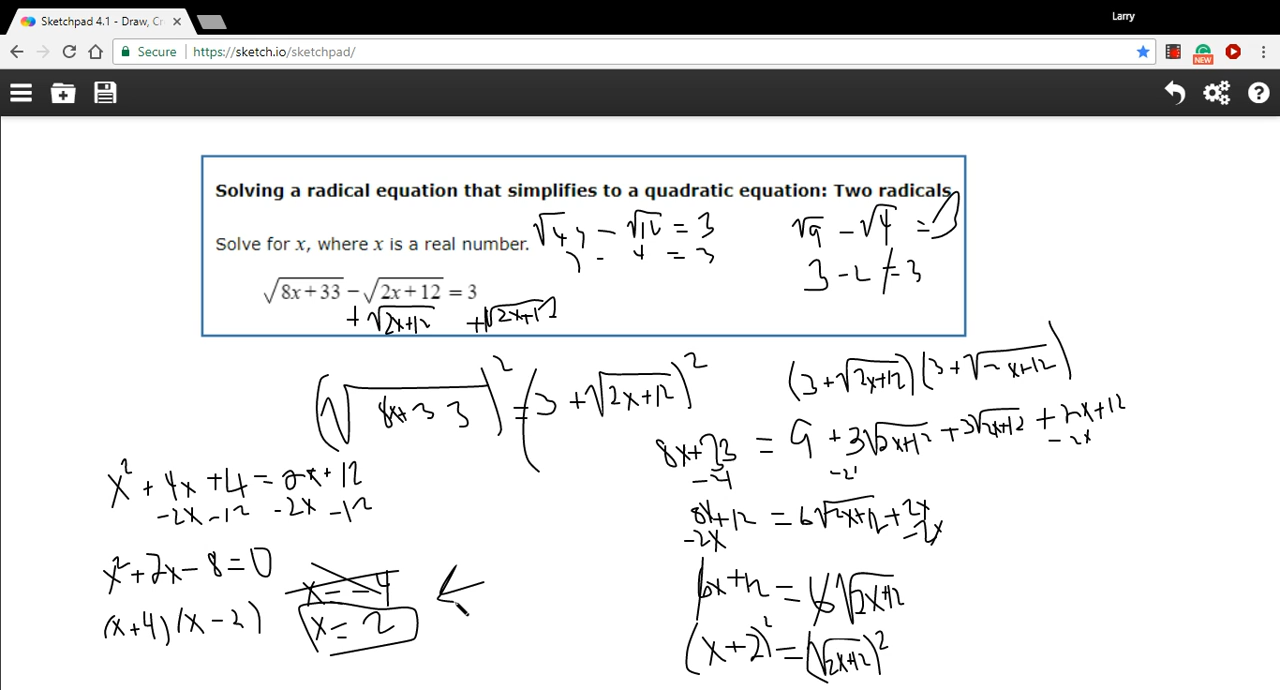 Larry
Sketchpad 4.1 - Draw, Cr
Secure https://sketch.io/sketchpad/
NEW
Solving a radical equation that simplifies to a quadratic equation: Two radicals
Solve for x, where x is a real number.
√49 - √16 = 3
7 - 4 = 3
√9 - √4 = 3
3 - 2 ≠ 3
√8x+33 - √2x+12 = 3
+√2x+12 +√2x+12
(√8x+33)² = (3 + √2x+12)²
(3+√2x+12)(3+√2x+12)
8x+33 = 9 + 3√2x+12 + 3√2x+12 + 2x+12
-21 -21 -2x
8x+12 = 6√2x+12 + 2x
-2x -2x
6x+12 = 6√2x+12
(x+2)² = (√2x+12)²
x² + 4x + 4 = 2x + 12
-2x -12 -2x -12
x² + 2x - 8 = 0
(x+4)(x-2)
x = -4
x = 2